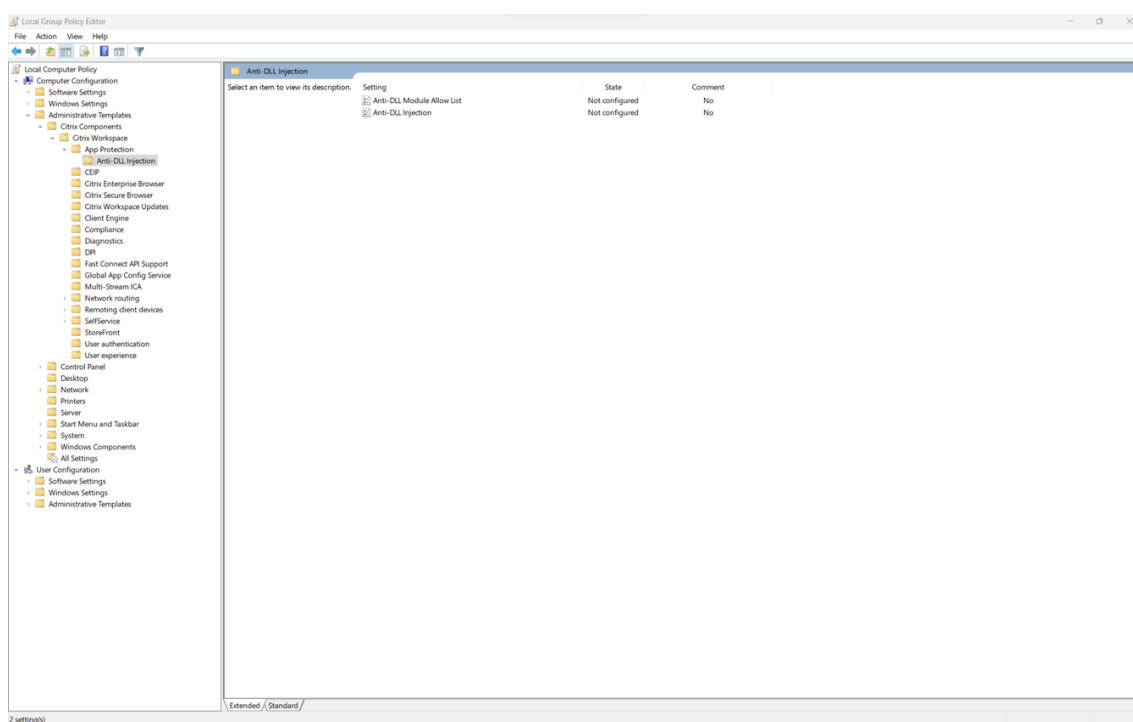 Local Group Policy Editor
File Action View Help
Local Computer Policy
Computer Configuration
Software Settings
Windows Settings
Administrative Templates
Citrix Components
Citrix Workspace
App Protection
Anti-DLL Injection
CEIP
Citrix Enterprise Browser
Citrix Secure Browser
Citrix Workspace Updates
Client Engine
Compliance
Diagnostics
DPI
Fast Connect API Support
Global App Config Service
Multi-Stream ICA
Network routing
Remoting client devices
SelfService
StoreFront
User authentication
User experience
Control Panel
Desktop
Network
Printers
Server
Start Menu and Taskbar
System
Windows Components
All Settings
User Configuration
Software Settings
Windows Settings
Administrative Templates
Anti-DLL Injection
Select an item to view its description.
Setting State Comment
Anti-DLL Module Allow List Not configured No
Anti-DLL Injection Not configured No
Extended Standard
2 setting(s)